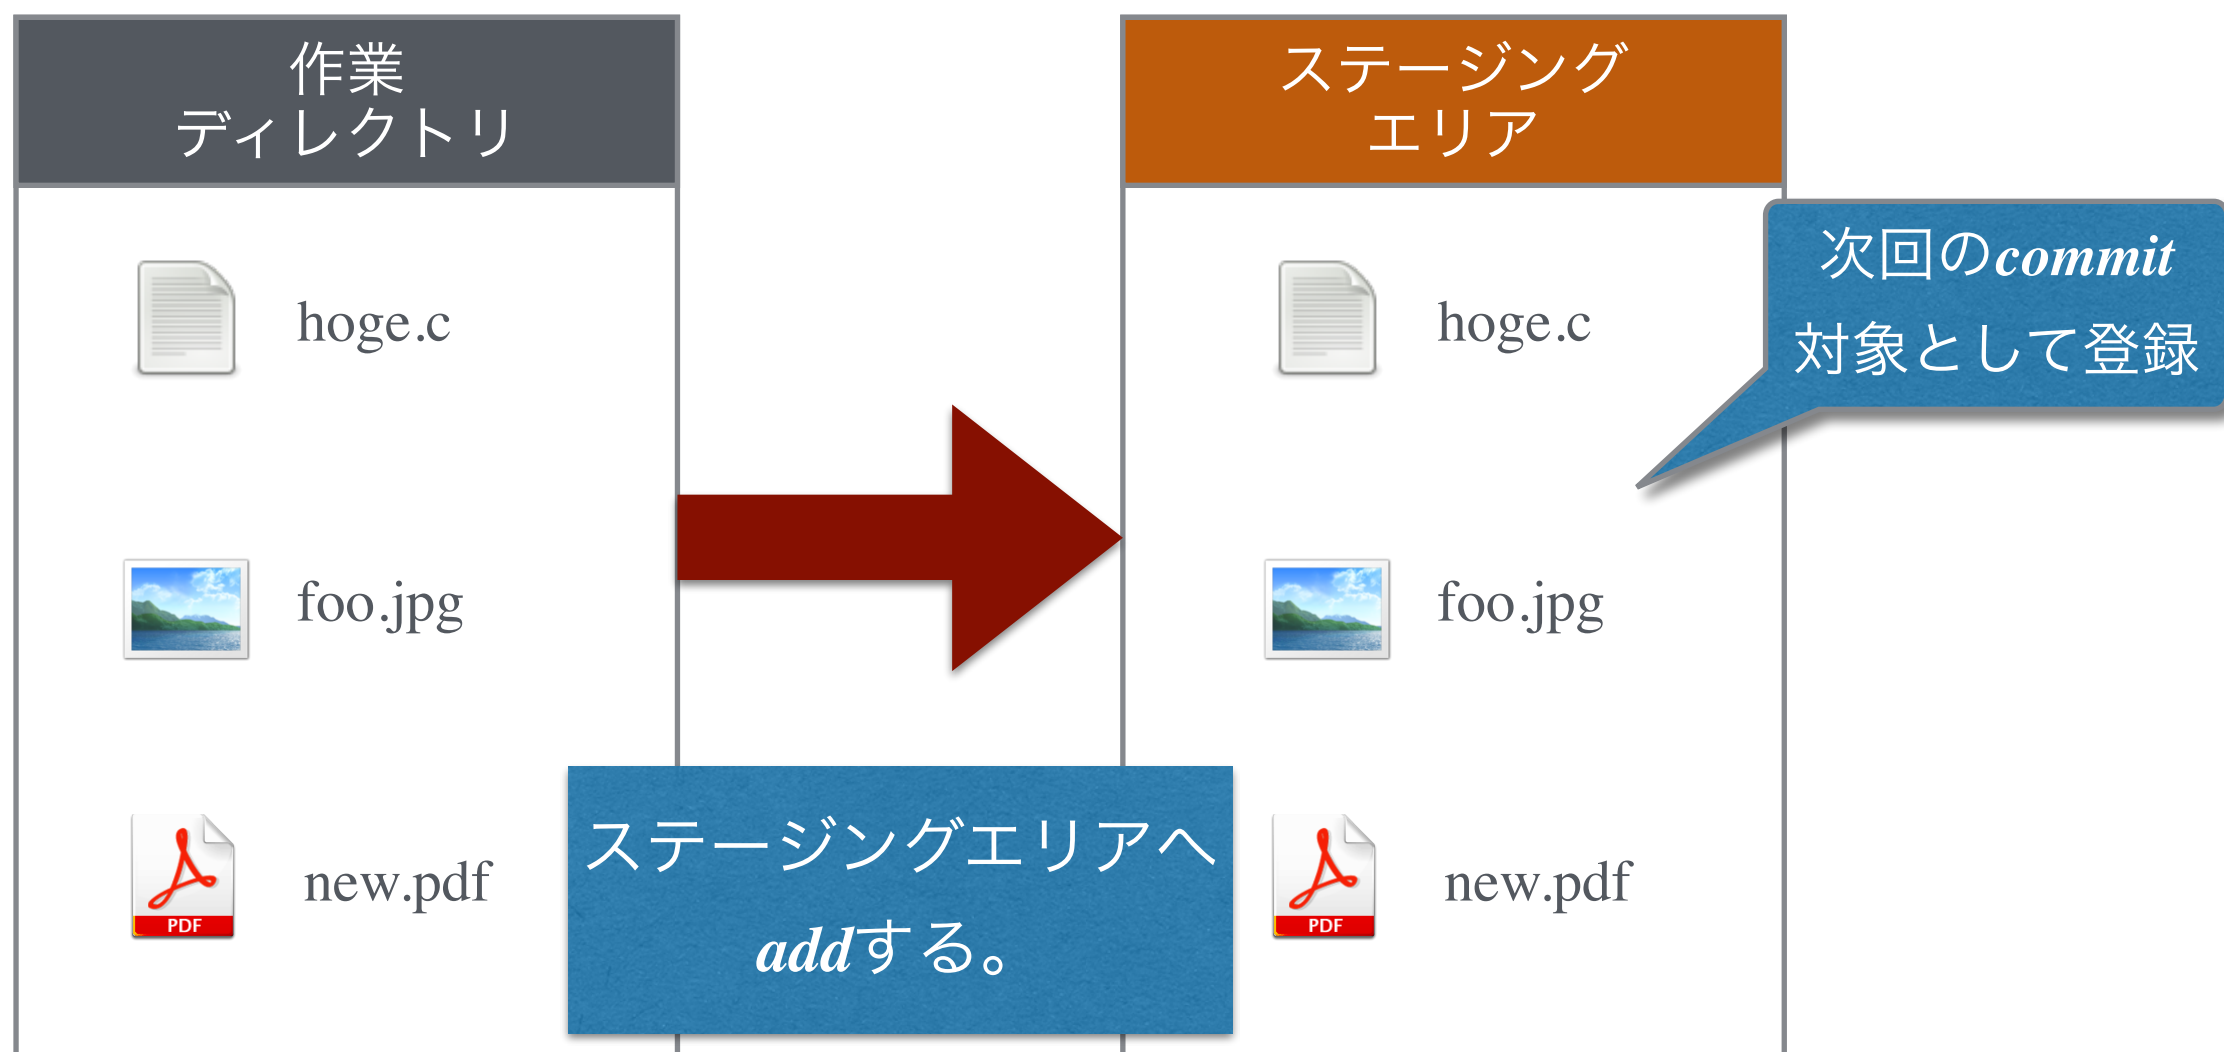 作業
ディレクトリ
hoge.c
foo.jpg
PDF
new.pdf
ステージングエリアへ
addする。
ステージング
エリア
hoge.c
foo.jpg
PDF
new.pdf
次回のcommit
対象として登録